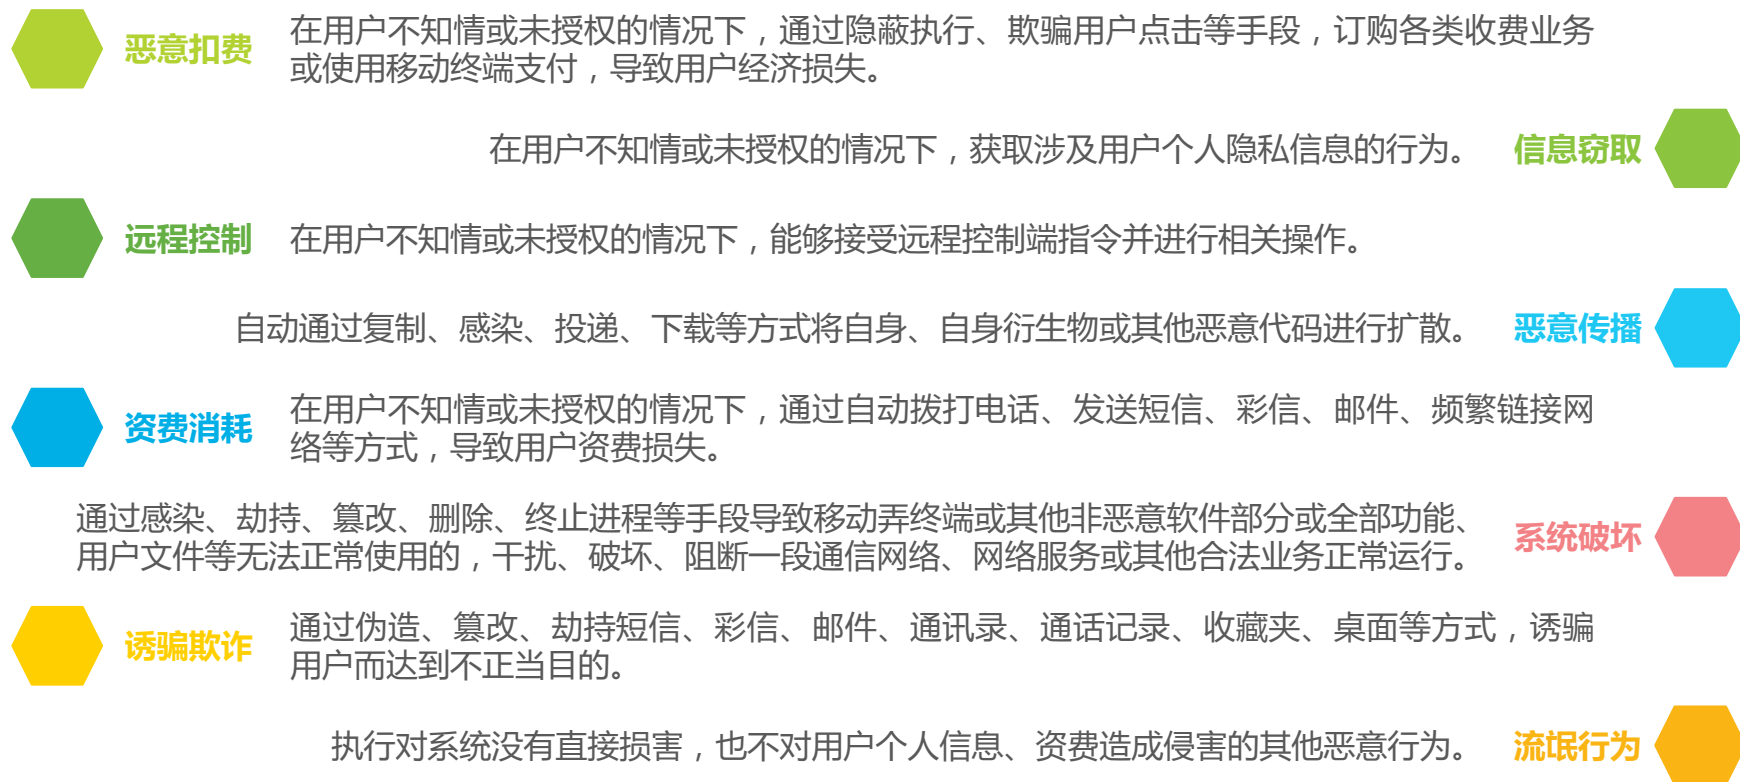 恶意扣费
在用户不知情或未授权的情况下，通过隐蔽执行、欺骗用户点击等手段，订购各类收费业务
或使用移动终端支付，导致用户经济损失。
在用户不知情或未授权的情况下，获取涉及用户个人隐私信息的行为。
信息窃取
远程控制
在用户不知情或未授权的情况下，能够接受远程控制端指令并进行相关操作。
自动通过复制、感染、投递、下载等方式将自身、自身衍生物或其他恶意代码进行扩散。
恶意传播
资费消耗
在用户不知情或未授权的情况下，通过自动拨打电话、发送短信、彩信、邮件、频繁链接网
络等方式，导致用户资费损失。
通过感染、劫持、篡改、删除、终止进程等手段导致移动弄终端或其他非恶意软件部分或全部功能、
用户文件等无法正常使用的，干扰、破坏、阻断一段通信网络、网络服务或其他合法业务正常运行。
系统破坏
诱骗欺诈
通过伪造、篡改、劫持短信、彩信、邮件、通讯录、通话记录、收藏夹、桌面等方式，诱骗
用户而达到不正当目的。
执行对系统没有直接损害，也不对用户个人信息、资费造成侵害的其他恶意行为。
流氓行为